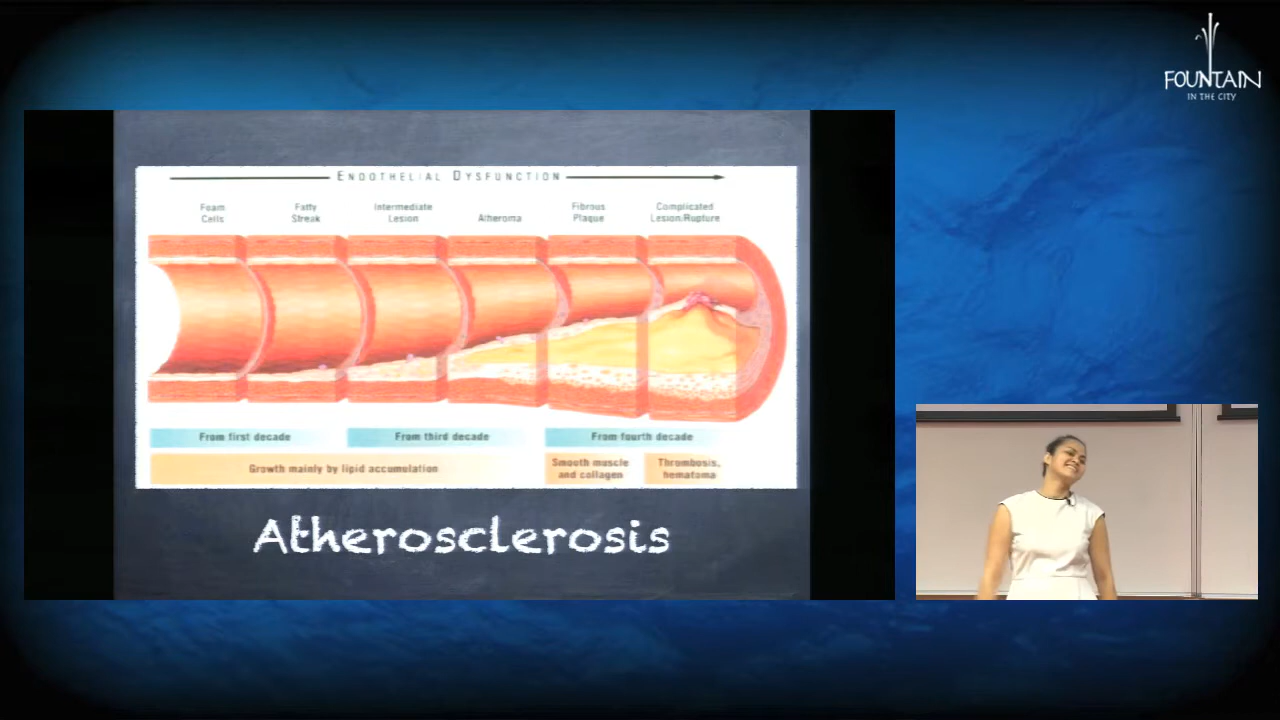 FOUNTAIN
IN THE CITY
ENDOTHELIAL DYSFUNCTION
Foam
Cells
Fatty
Streak
Intermediate
Lesion
Atheroma
Fibrous
Plaque
Complicated
Lesion/Rupture
From first decade
From third decade
From fourth decade
Growth mainly by lipid accumulation
Smooth muscle
and collagen
Thrombosis,
hematoma
Atherosclerosis